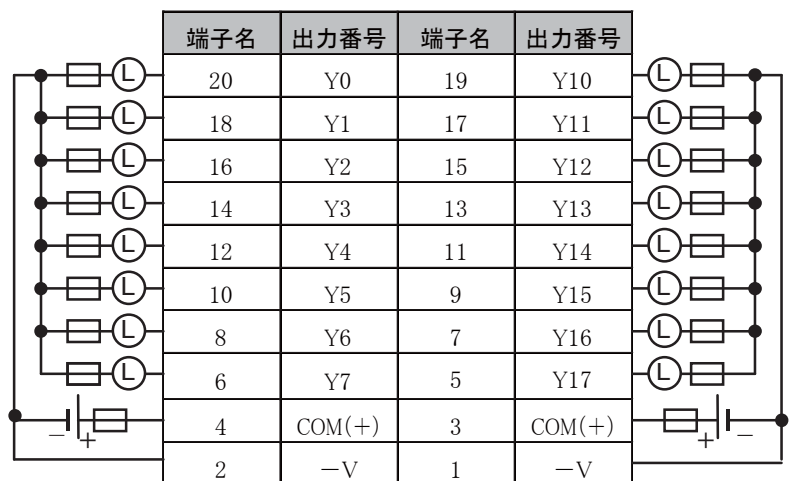 端子名 出力番号 端子名 出力番号
L 20 Y0 19 Y10 L
L 18 Y1 17 Y11 L
L 16 Y2 15 Y12 L
L 14 Y3 13 Y13 L
L 12 Y4 11 Y14 L
L 10 Y5 9 Y15 L
L 8 Y6 7 Y16 L
L 6 Y7 5 Y17 L
− + 4 COM(+) 3 COM(+) + −
2 −V 1 −V